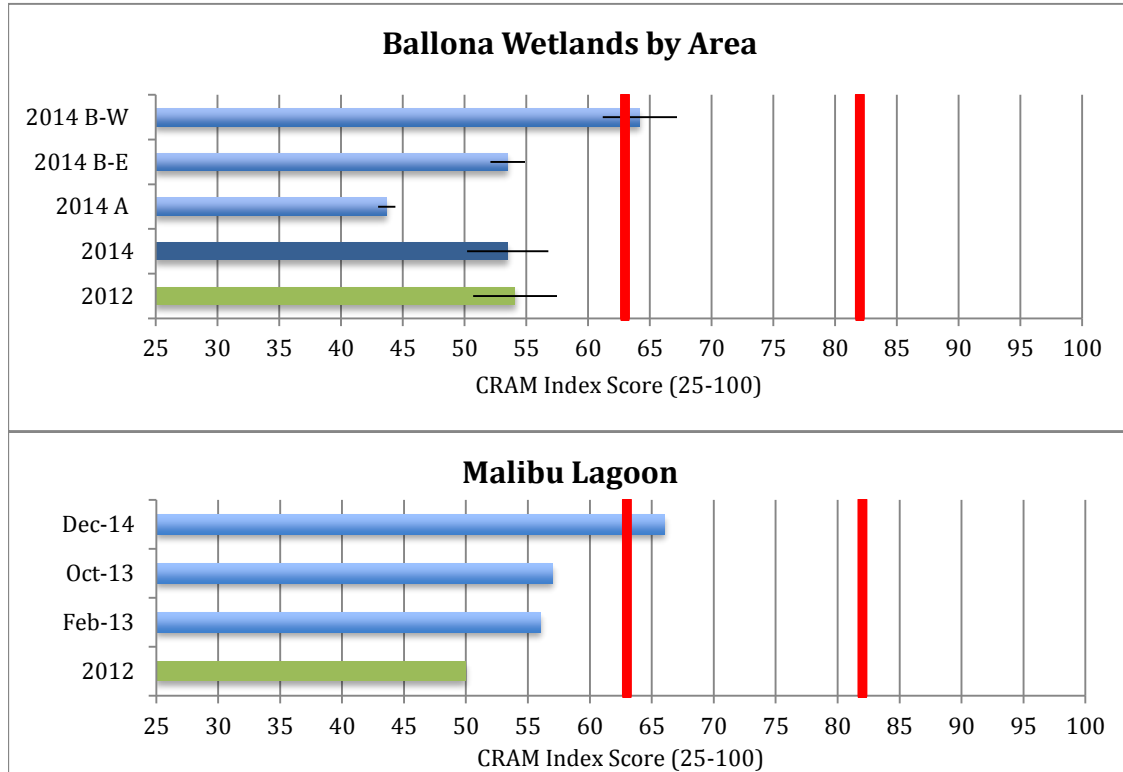 Ballona Wetlands by Area
2014 B-W
2014 B-E
2014 A
2014
2012
25 30 35 40 45 50 55 60 65 70 75 80 85 90 95 100
CRAM Index Score (25-100)
Malibu Lagoon
Dec-14
Oct-13
Feb-13
2012
25 30 35 40 45 50 55 60 65 70 75 80 85 90 95 100
CRAM Index Score (25-100)